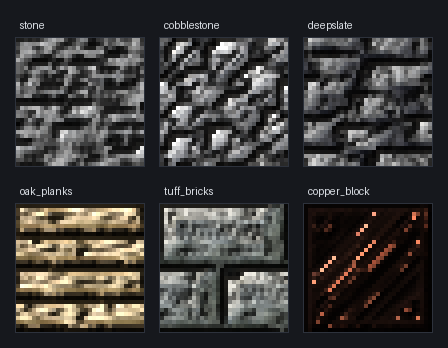 stone
cobblestone
deepslate
oak_planks
tuff_bricks
copper_block